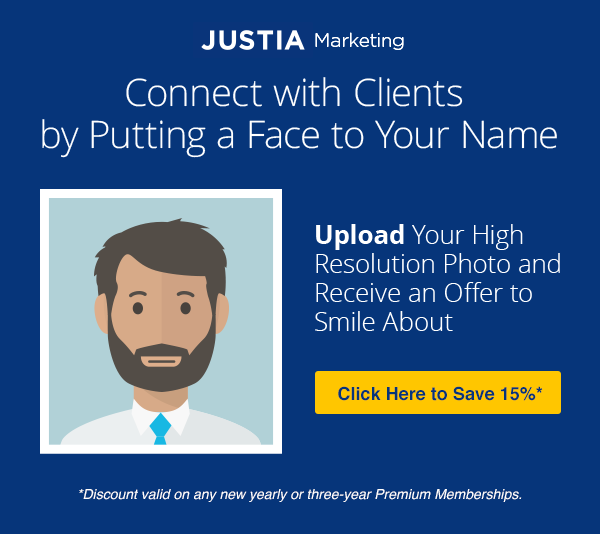 JUSTIA Marketing
Connect with Clients
by Putting a Face to Your Name
Upload Your High
Resolution Photo and
Receive an Offer to
Smile About
Click Here to Save 15%*
*Discount valid on any new yearly or three-year Premium Memberships.